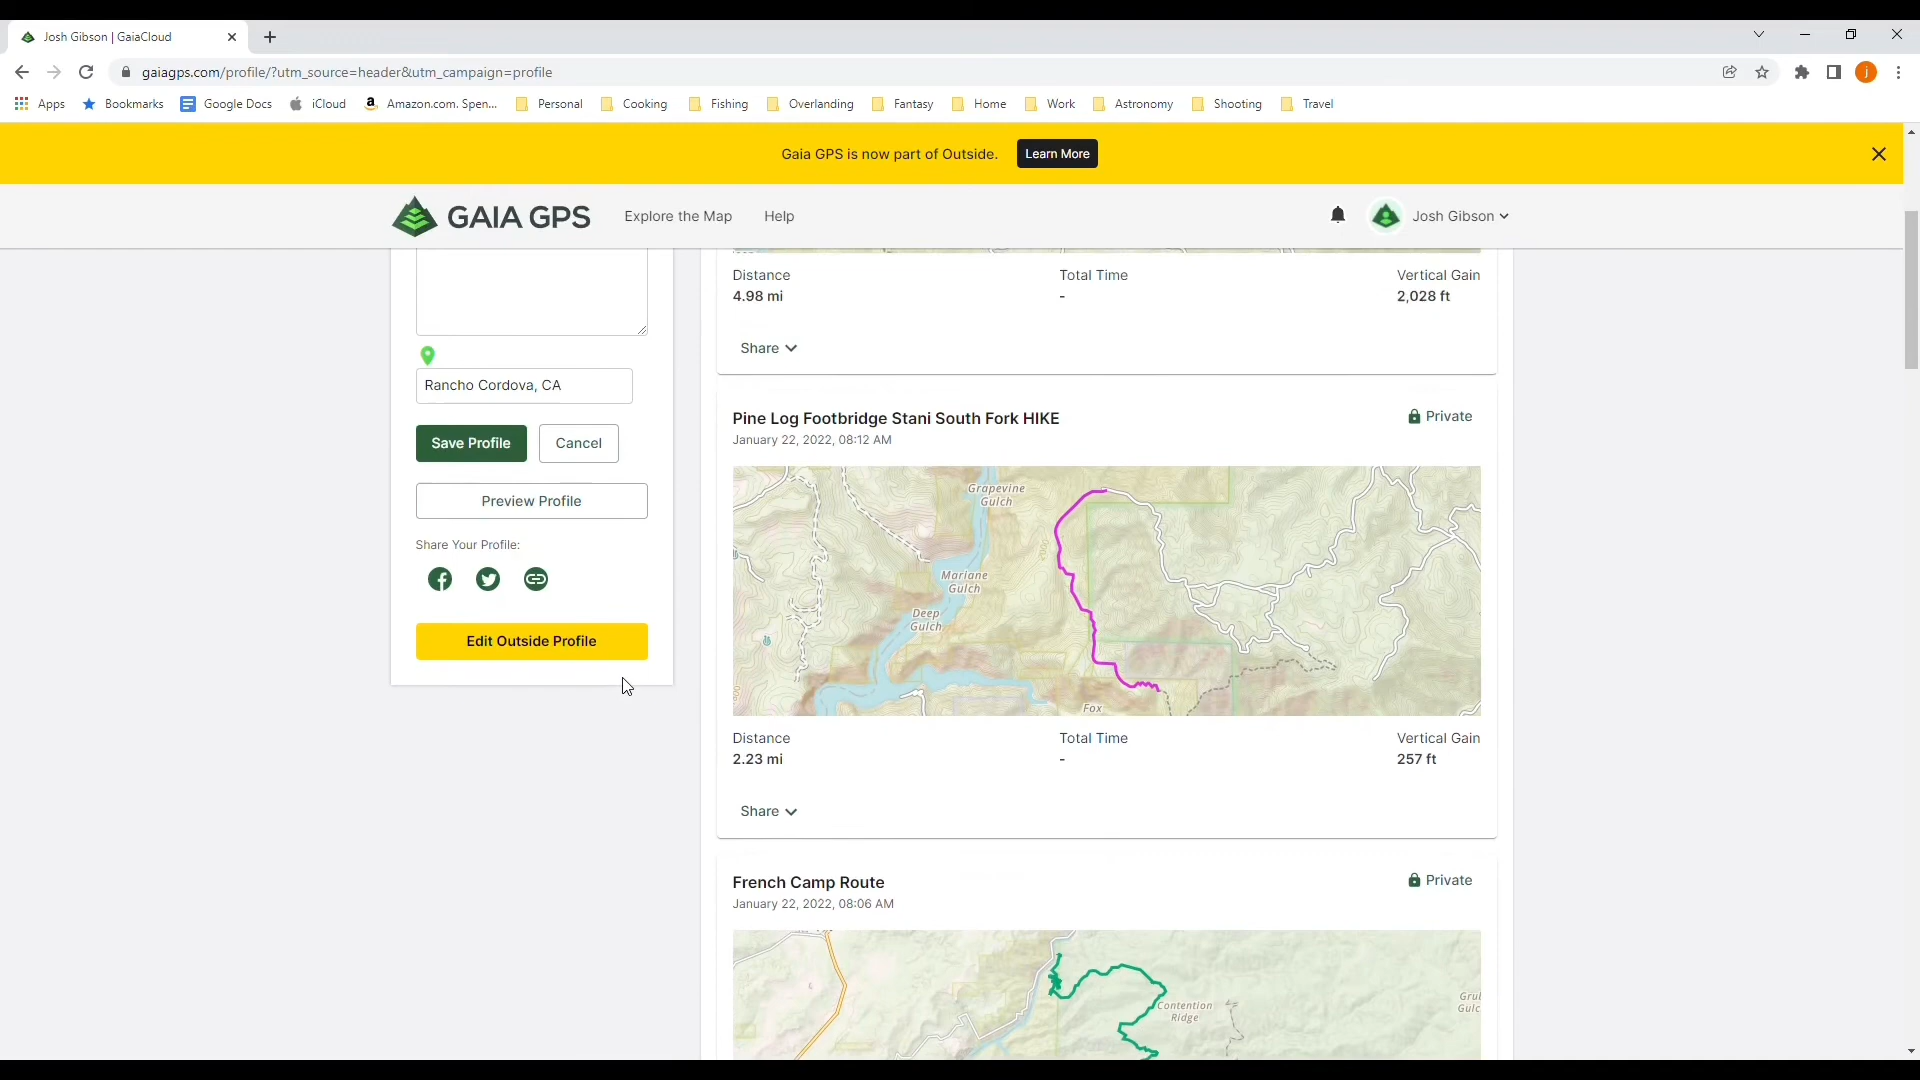 Josh Gibson | GaiaCloud
gaiagps.com/profile/?utm_source=header&utm_campaign=profile
j
Apps
Bookmarks
Google Docs
iCloud
Amazon.com. Spen...
Personal
Cooking
Fishing
Overlanding
Fantasy
Home
Work
Astronomy
Shooting
Travel
Gaia GPS is now part of Outside.
Learn More
GAIA GPS
Explore the Map
Help
Josh Gibson
Rancho Cordova, CA
Save Profile
Cancel
Preview Profile
Share Your Profile:
Edit Outside Profile
Distance
Total Time
Vertical Gain
4.98 mi
-
2,028 ft
Share
Pine Log Footbridge Stani South Fork HIKE
Private
January 22, 2022, 08:12 AM
Grapevine
Gulch
2000
Mariane
Gulch
Deep
Gulch
Fox
Distance
Total Time
Vertical Gain
2.23 mi
-
257 ft
Share
French Camp Route
Private
January 22, 2022, 08:06 AM
Contention
Ridge
Grub
Gulc